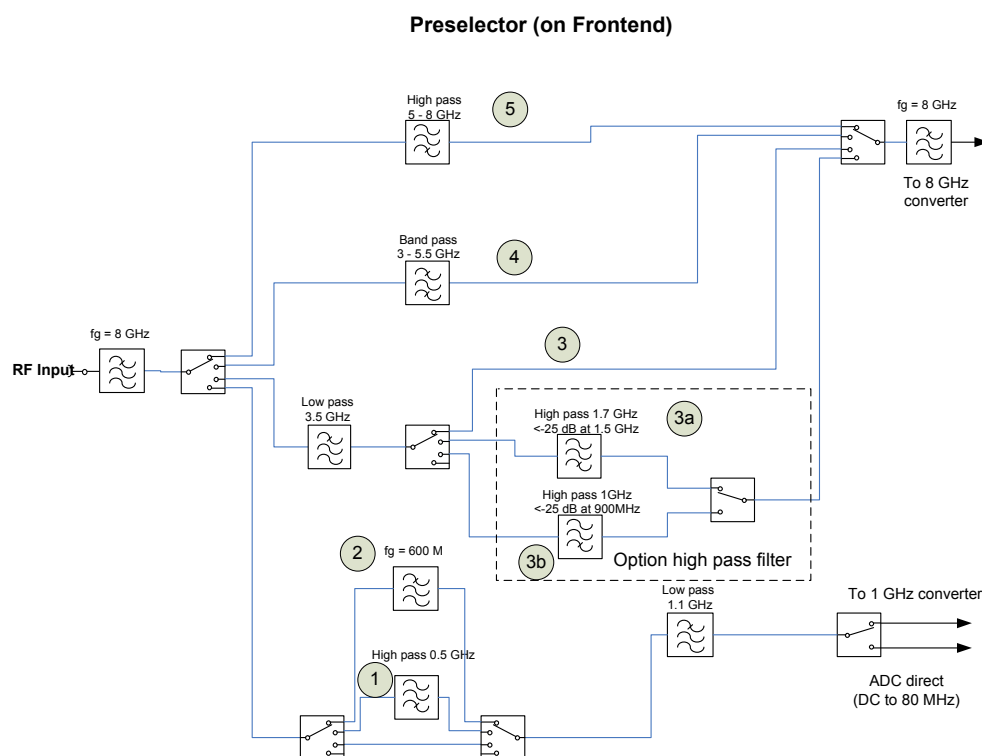 Preselector (on Frontend)
High pass
5 - 8 GHz
5
fg = 8 GHz
To 8 GHz
converter
Band pass
3 - 5.5 GHz
4
fg = 8 GHz
RF Input
3
Low pass
3.5 GHz
High pass 1.7 GHz
<-25 dB at 1.5 GHz
3a
High pass 1GHz
<-25 dB at 900MHz
3b
Option high pass filter
2
fg = 600 M
Low pass
1.1 GHz
To 1 GHz converter
High pass 0.5 GHz
1
ADC direct
(DC to 80 MHz)